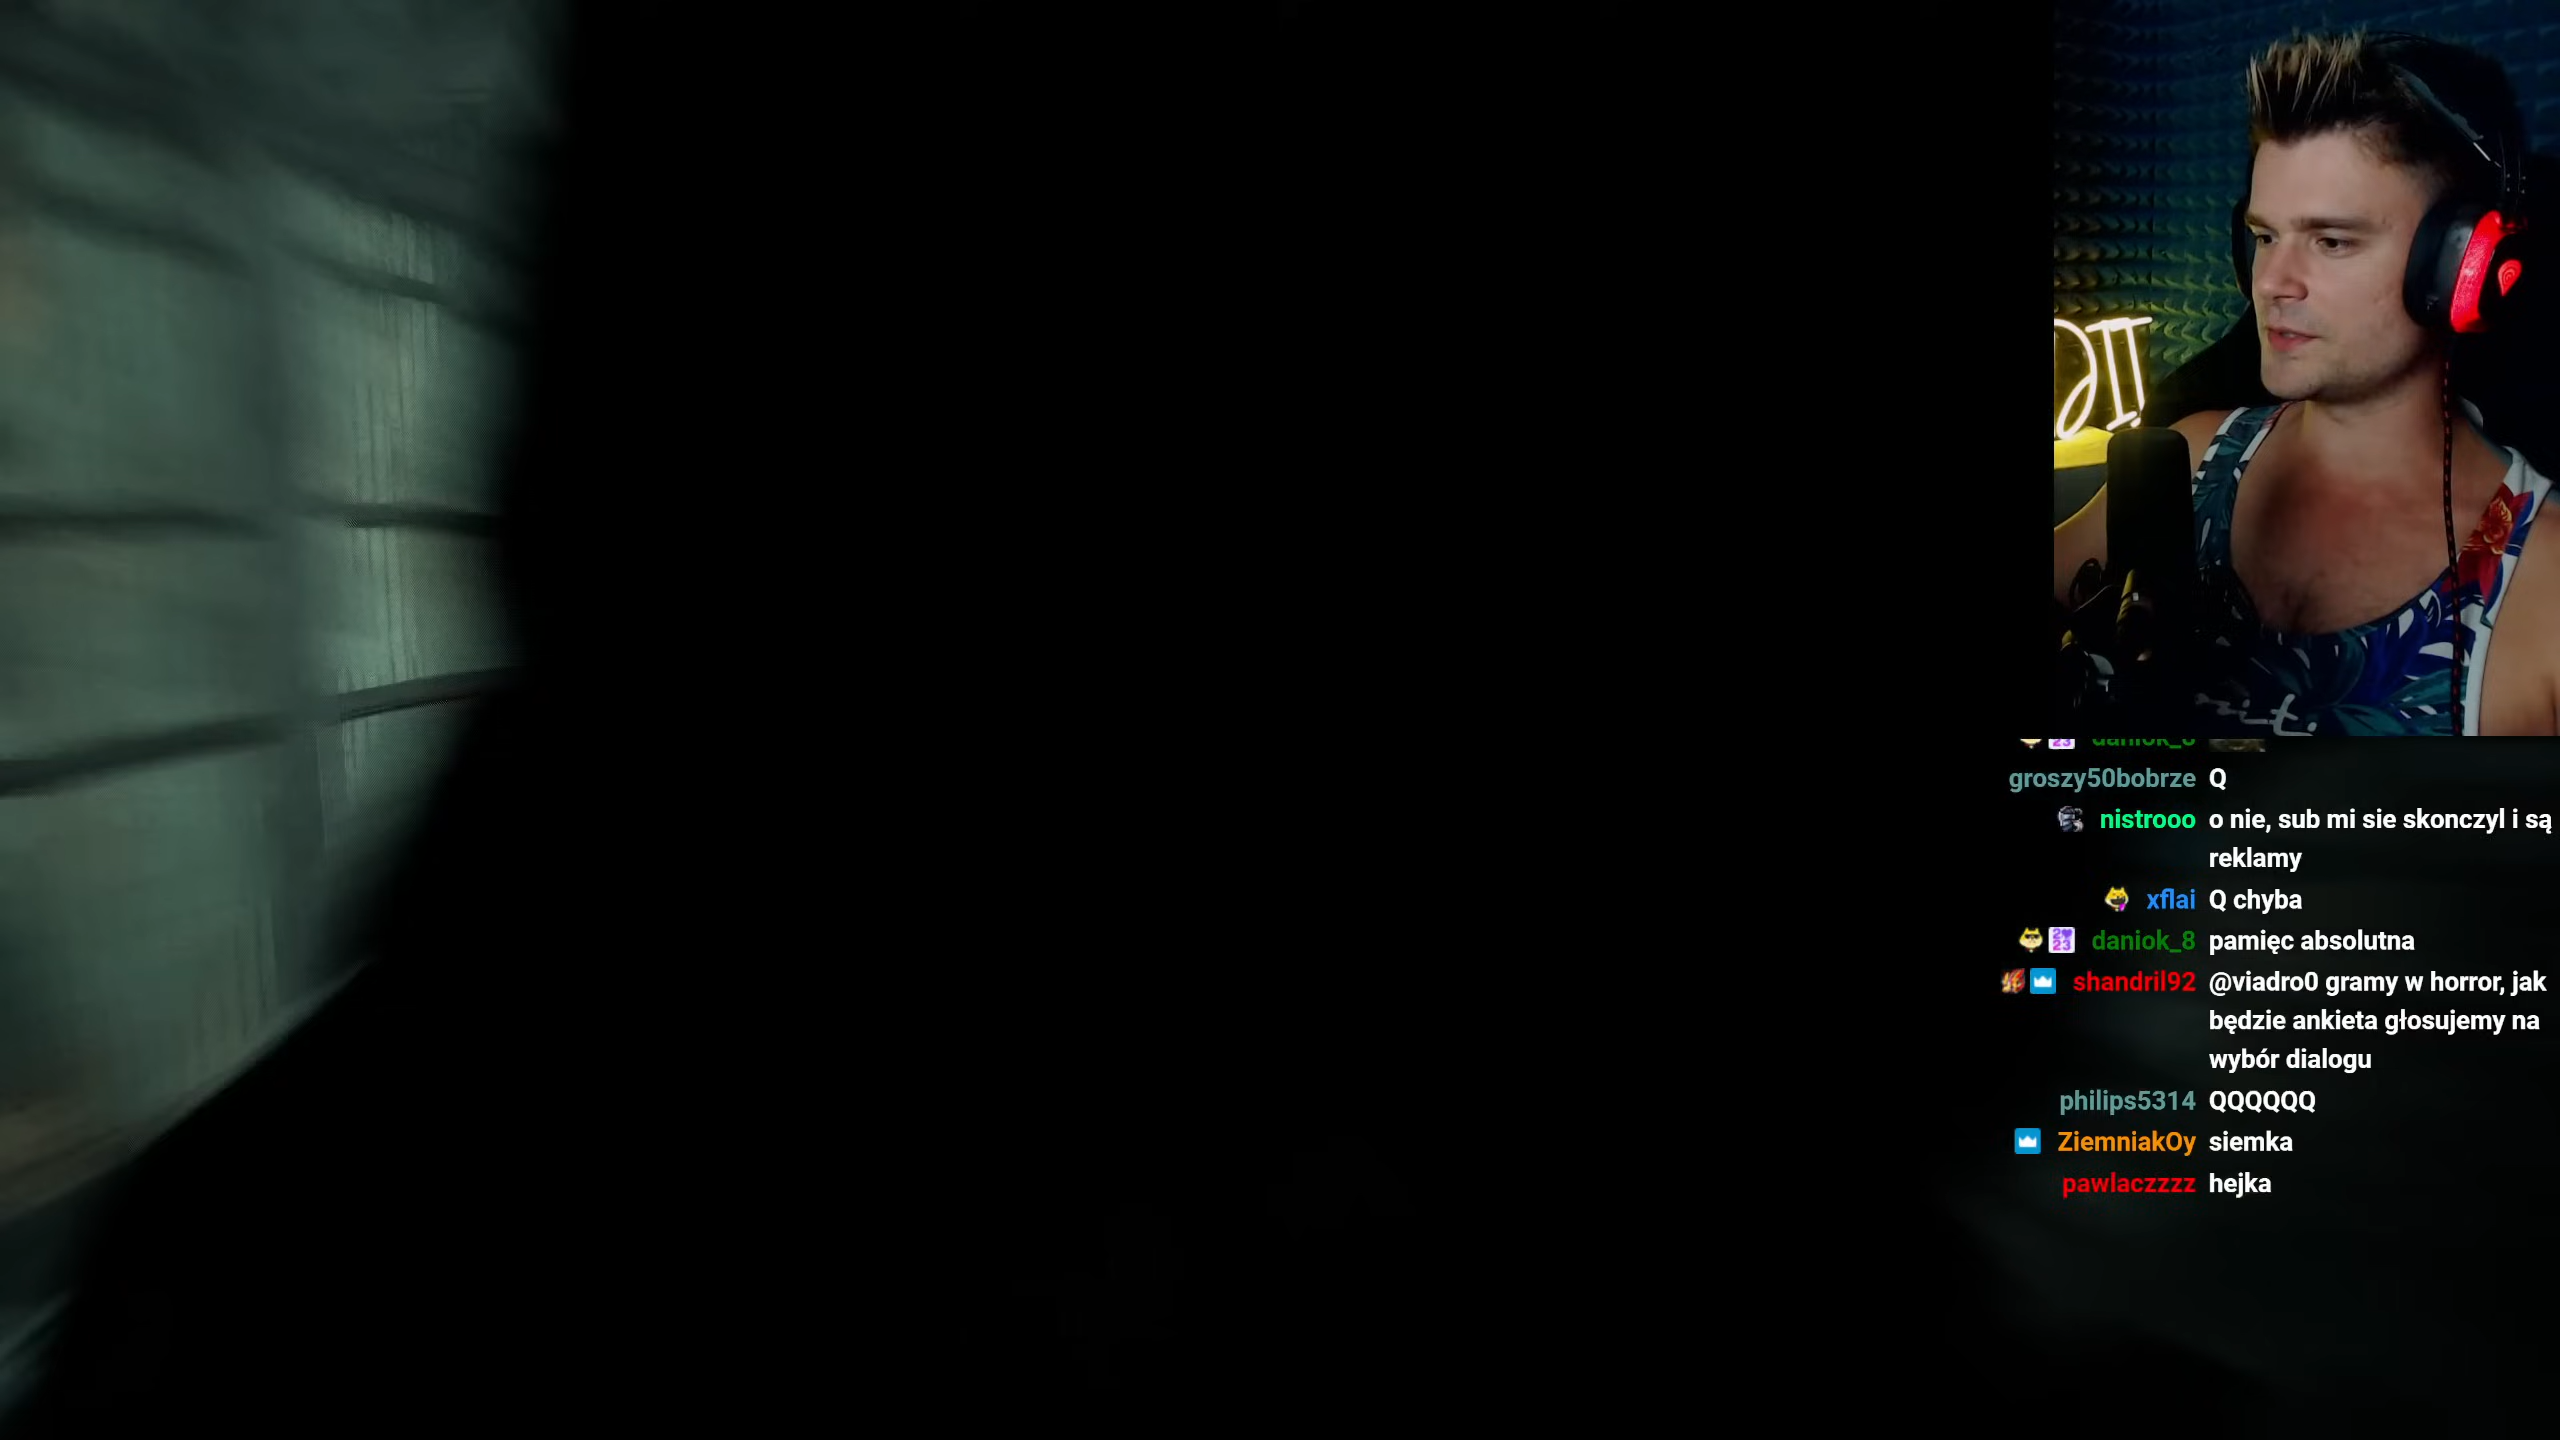 daniok_8
groszy50bobrze Q
nistrooo o nie, sub mi sie skonczyl i są
reklamy
xflai Q chyba
daniok_8 pamięc absolutna
shandril92 @viadro0 gramy w horror, jak
będzie ankieta głosujemy na
wybór dialogu
philips5314 QQQQQQ
ZiemniakOy siemka
pawlaczzzz hejka